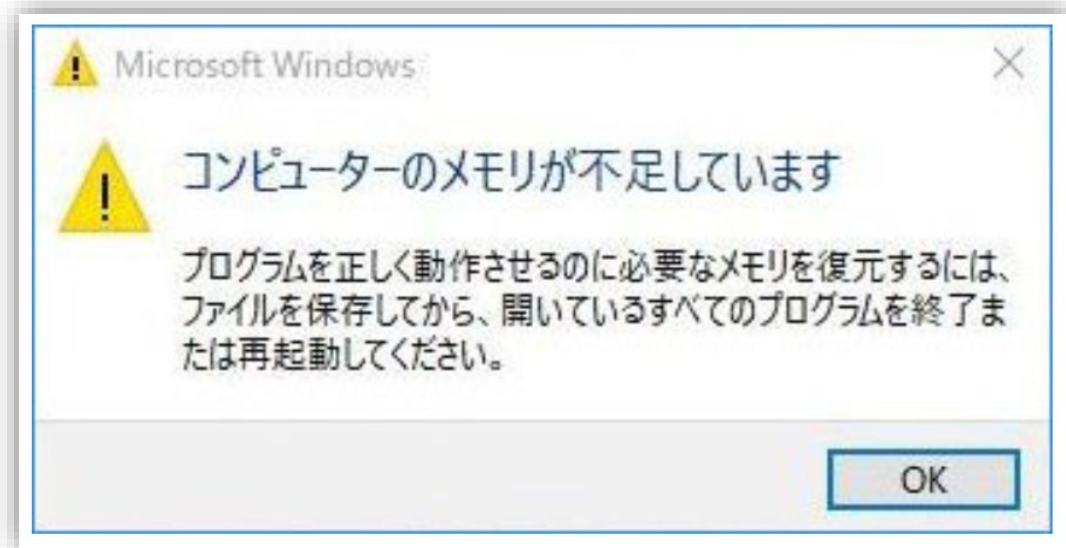 Microsoft Windows
コンピューターのメモリが不足しています
プログラムを正しく動作させるのに必要なメモリを復元するには、
ファイルを保存してから、開いているすべてのプログラムを終了ま
たは再起動してください。
OK